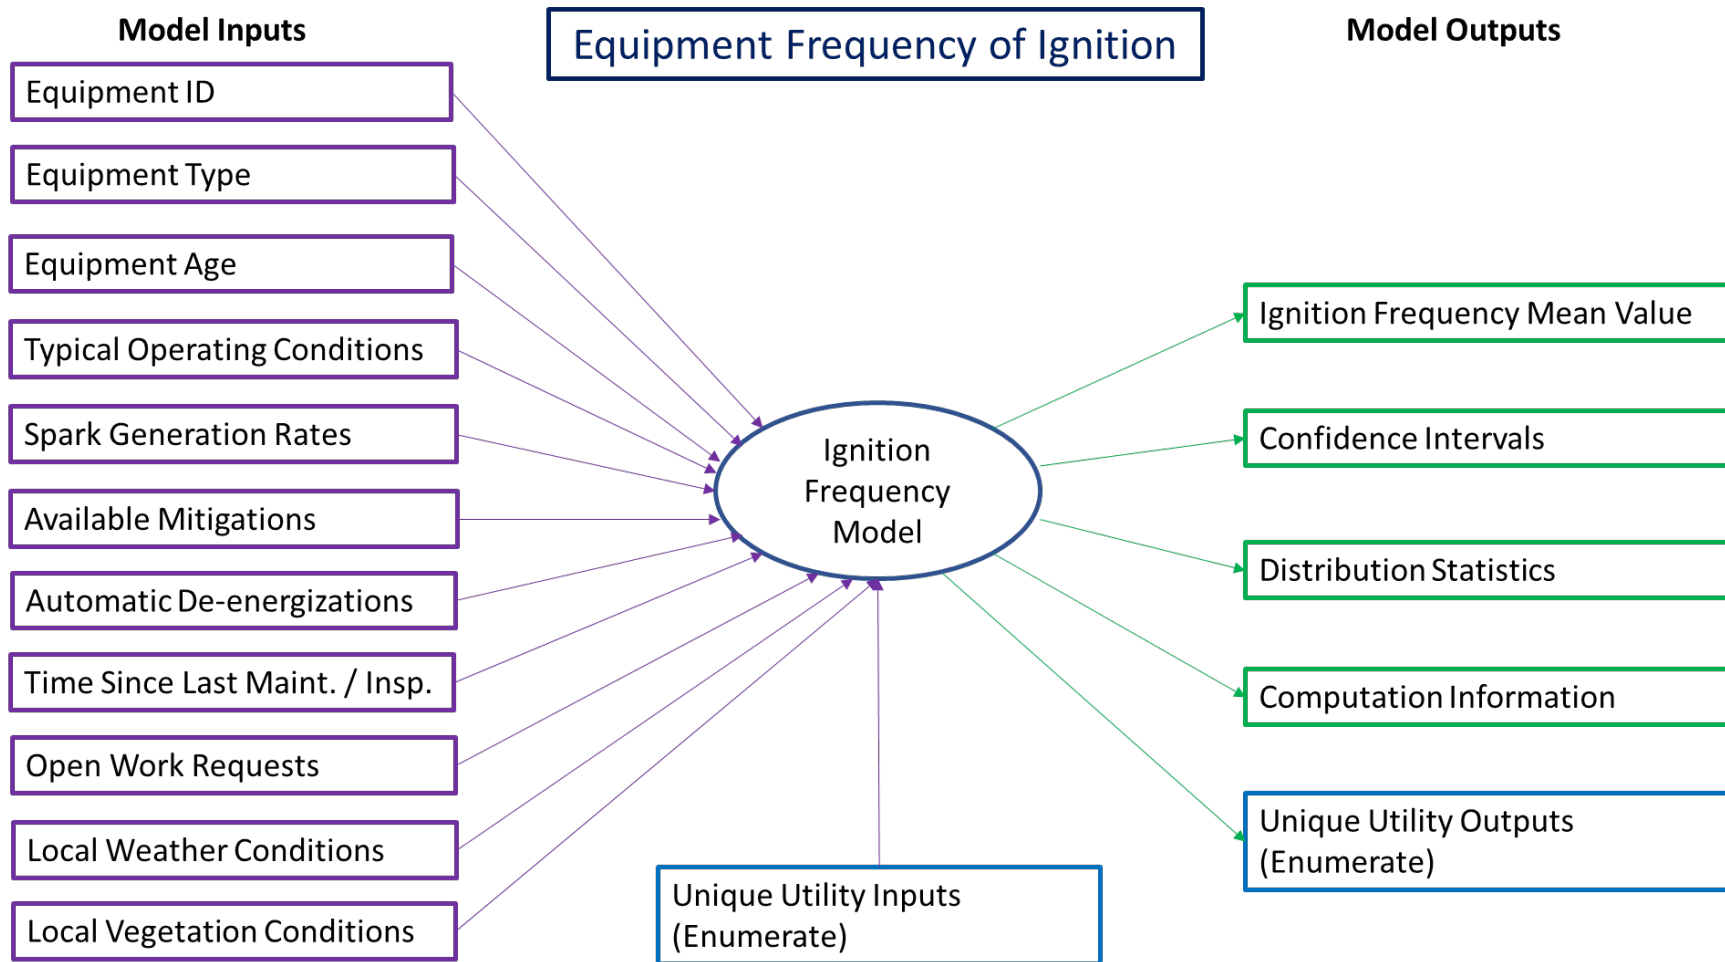 Model Inputs
Equipment Frequency of Ignition
Model Outputs
Equipment ID
Equipment Type
Equipment Age
Typical Operating Conditions
Spark Generation Rates
Available Mitigations
Automatic De-energizations
Time Since Last Maint. / Insp.
Open Work Requests
Local Weather Conditions
Local Vegetation Conditions
Ignition
Frequency
Model
Unique Utility Inputs
(Enumerate)
Ignition Frequency Mean Value
Confidence Intervals
Distribution Statistics
Computation Information
Unique Utility Outputs
(Enumerate)